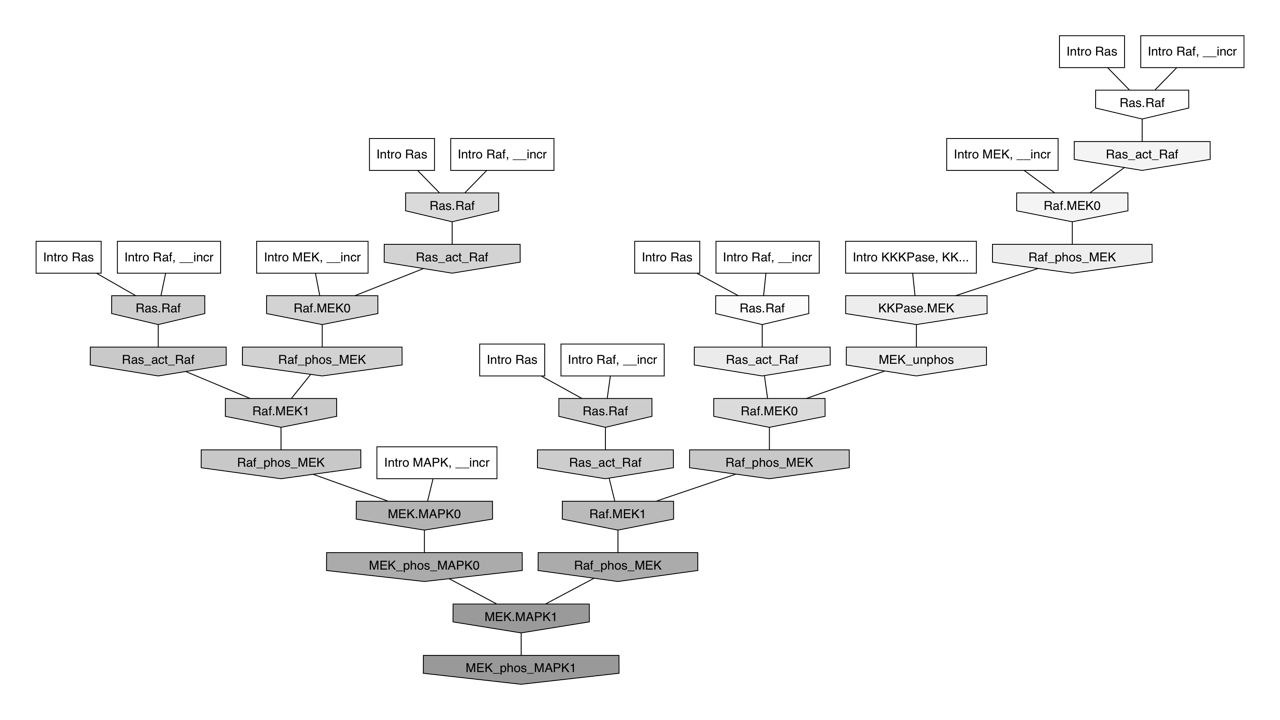 Intro Ras
Intro Raf, __incr
Ras.Raf
Intro Ras
Intro Raf, __incr
Intro MEK, __incr
Ras_act_Raf
Ras.Raf
Raf.MEK0
Intro Ras
Intro Raf, __incr
Intro MEK, __incr
Ras_act_Raf
Intro Ras
Intro Raf, __incr
Intro KKKPase, KK...
Raf_phos_MEK
Ras.Raf
Raf.MEK0
Ras.Raf
KKPase.MEK
Ras_act_Raf
Raf_phos_MEK
Intro Ras
Intro Raf, __incr
Ras_act_Raf
MEK_unphos
Raf.MEK1
Ras.Raf
Raf.MEK0
Raf_phos_MEK
Intro MAPK, __incr
Ras_act_Raf
Raf_phos_MEK
MEK.MAPK0
Raf.MEK1
MEK_phos_MAPK0
Raf_phos_MEK
MEK.MAPK1
MEK_phos_MAPK1